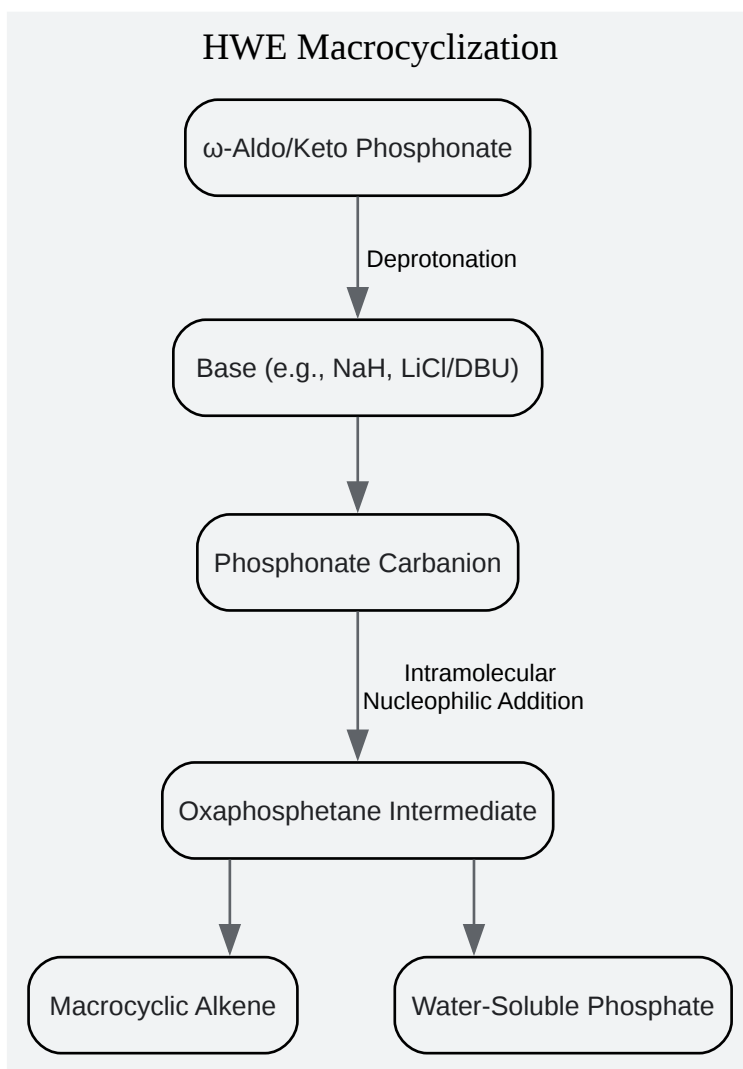 HWE Macrocyclization
ω-Aldo/Keto Phosphonate
Deprotonation
Base (e.g., NaH, LiCl/DBU)
Phosphonate Carbanion
Intramolecular
Nucleophilic Addition
Oxaphosphetane Intermediate
Macrocyclic Alkene
Water-Soluble Phosphate